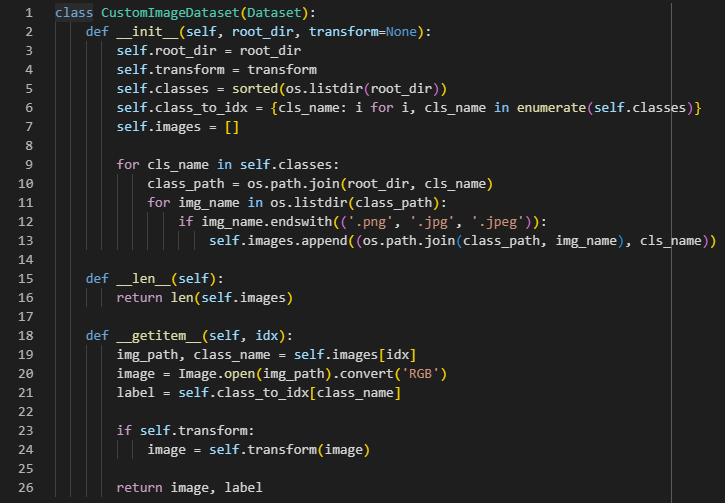 1 class CustomImageDataset(Dataset):
2     def __init__(self, root_dir, transform=None):
3         self.root_dir = root_dir
4         self.transform = transform
5         self.classes = sorted(os.listdir(root_dir))
6         self.class_to_idx = {cls_name: i for i, cls_name in enumerate(self.classes)}
7         self.images = []
8
9         for cls_name in self.classes:
10             class_path = os.path.join(root_dir, cls_name)
11             for img_name in os.listdir(class_path):
12                 if img_name.endswith(('.png', '.jpg', '.jpeg')):
13                     self.images.append((os.path.join(class_path, img_name), cls_name))
14
15     def __len__(self):
16         return len(self.images)
17
18     def __getitem__(self, idx):
19         img_path, class_name = self.images[idx]
20         image = Image.open(img_path).convert('RGB')
21         label = self.class_to_idx[class_name]
22
23         if self.transform:
24             image = self.transform(image)
25
26         return image, label